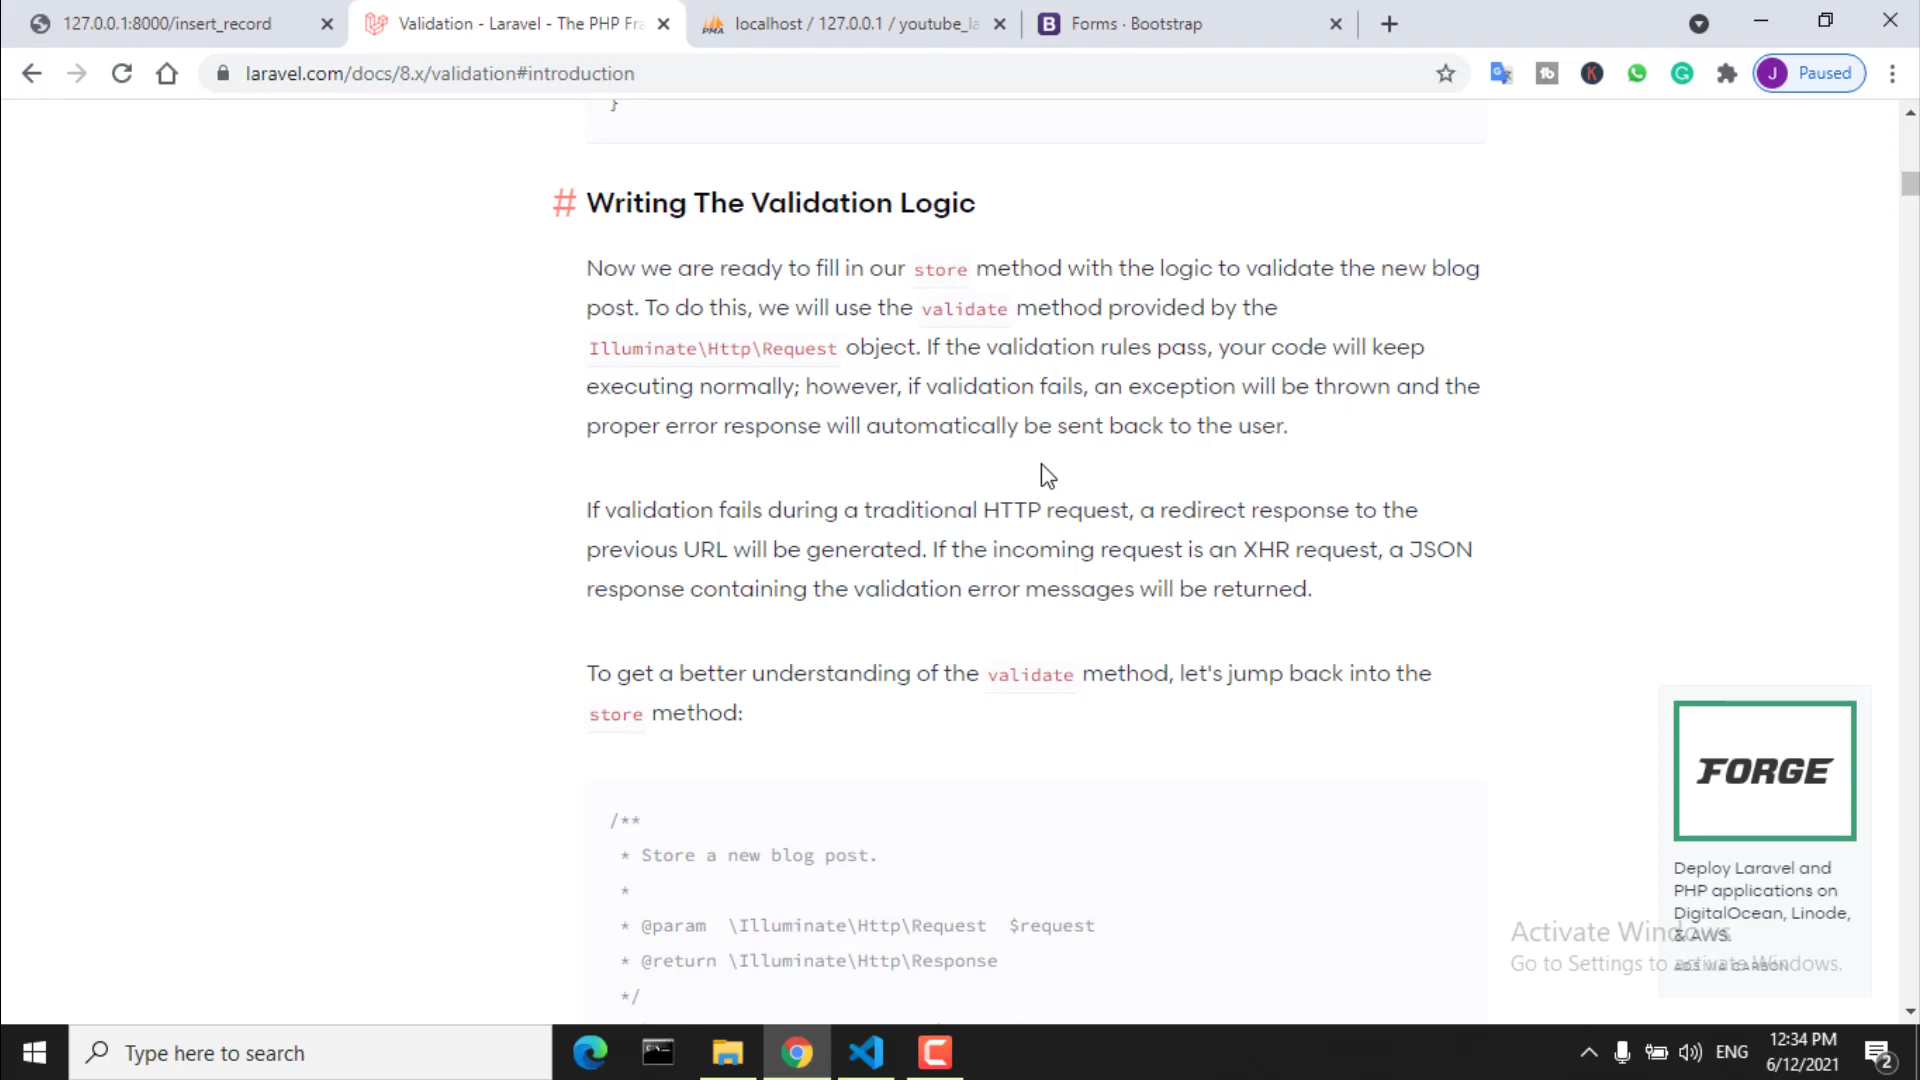 127.0.0.1:8000/insert_record
Validation - Laravel - The PHP Fra
localhost / 127.0.0.1 / youtube_la
Forms · Bootstrap
laravel.com/docs/8.x/validation#introduction
J Paused
}
# Writing The Validation Logic
Now we are ready to fill in our store method with the logic to validate the new blog
post. To do this, we will use the validate method provided by the
Illuminate\Http\Request object. If the validation rules pass, your code will keep
executing normally; however, if validation fails, an exception will be thrown and the
proper error response will automatically be sent back to the user.
If validation fails during a traditional HTTP request, a redirect response to the
previous URL will be generated. If the incoming request is an XHR request, a JSON
response containing the validation error messages will be returned.
To get a better understanding of the validate method, let's jump back into the
store method:
/**
* Store a new blog post.
*
* @param \Illuminate\Http\Request $request
* @return \Illuminate\Http\Response
*/
FORGE
Deploy Laravel and
PHP applications on
DigitalOcean, Linode,
& AWS.
ADS VIA CARBON
Activate Windows
Go to Settings to activate Windows.
Type here to search
ENG
12:34 PM
6/12/2021
2